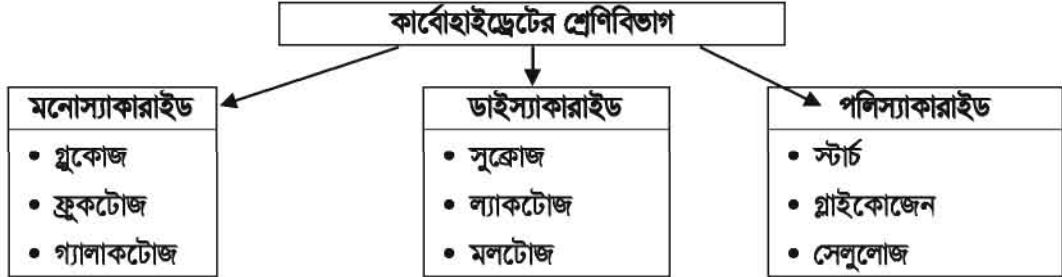 কার্বোহাইড্রেটের শ্রেণিবিভাগ
মনোস্যাকারাইড
• গ্লুকোজ
• ফ্রুকটোজ
• গ্যালাকটোজ
ডাইস্যাকারাইড
• সুক্রোজ
• ল্যাকটোজ
• মলটোজ
পলিস্যাকারাইড
• স্টার্চ
• গ্লাইকোজেন
• সেলুলোজ